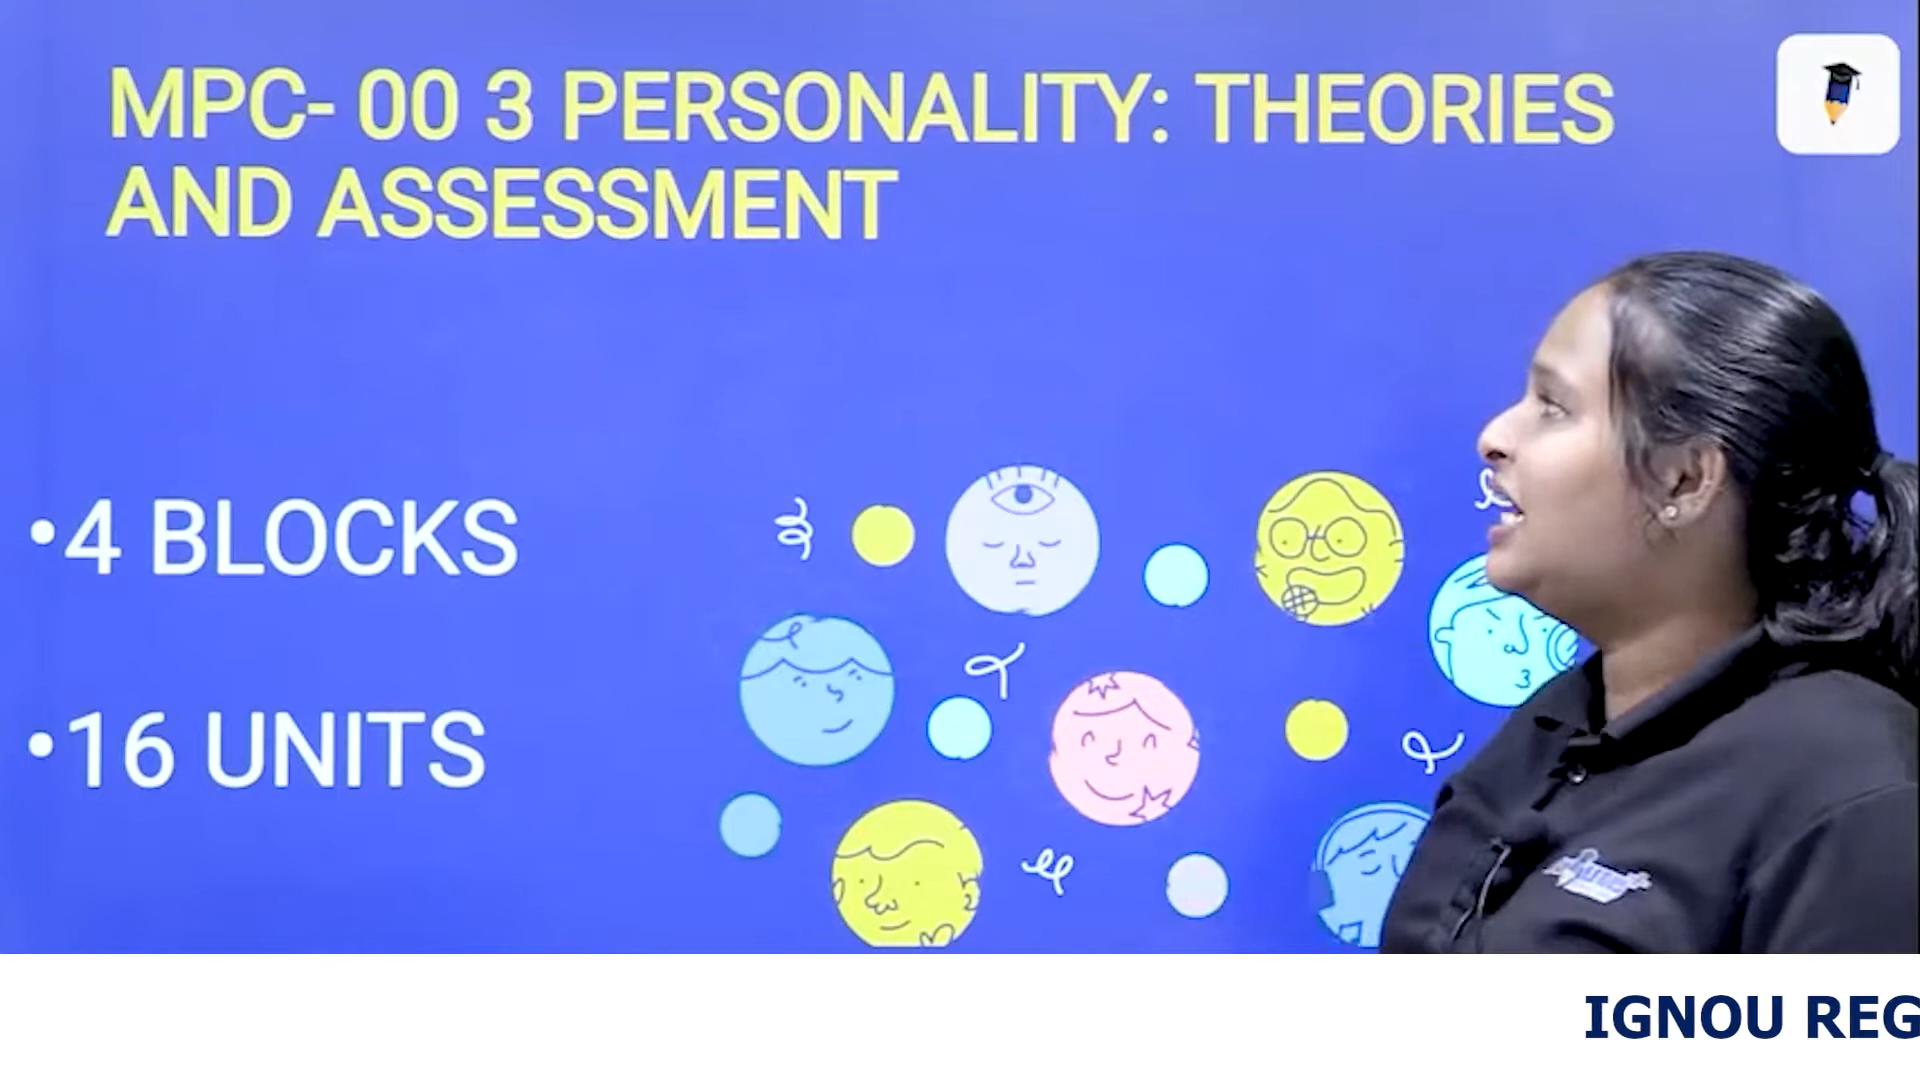 MPC- 00 3 PERSONALITY: THEORIES
AND ASSESSMENT
•4 BLOCKS
•16 UNITS
IGNOU REG